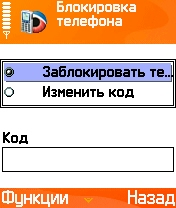 Блокировка
телефона
Заблокировать те...
Изменить код
Код
Функции Назад